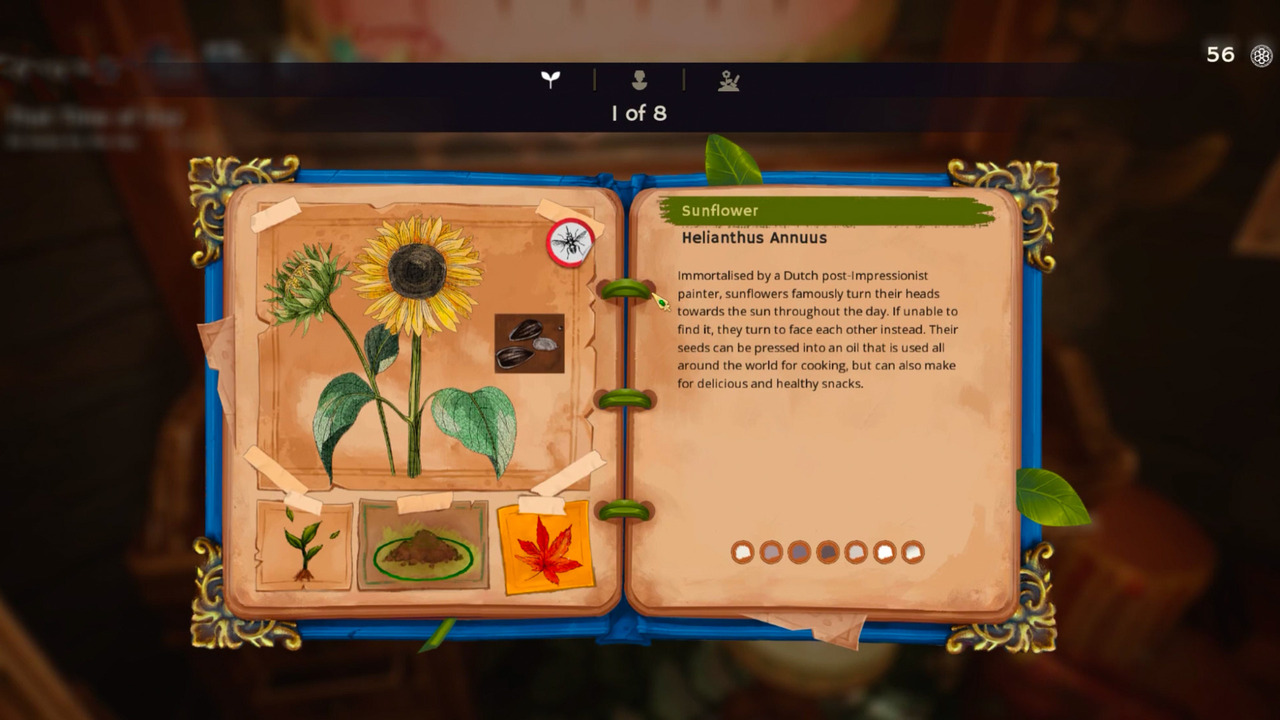 56
1 of 8
Sunflower
Helianthus Annuus
Immortalised by a Dutch post-Impressionist
painter, sunflowers famously turn their heads
towards the sun throughout the day. If unable to
find it, they turn to face each other instead. Their
seeds can be pressed into an oil that is used all
around the world for cooking, but can also make
for delicious and healthy snacks.